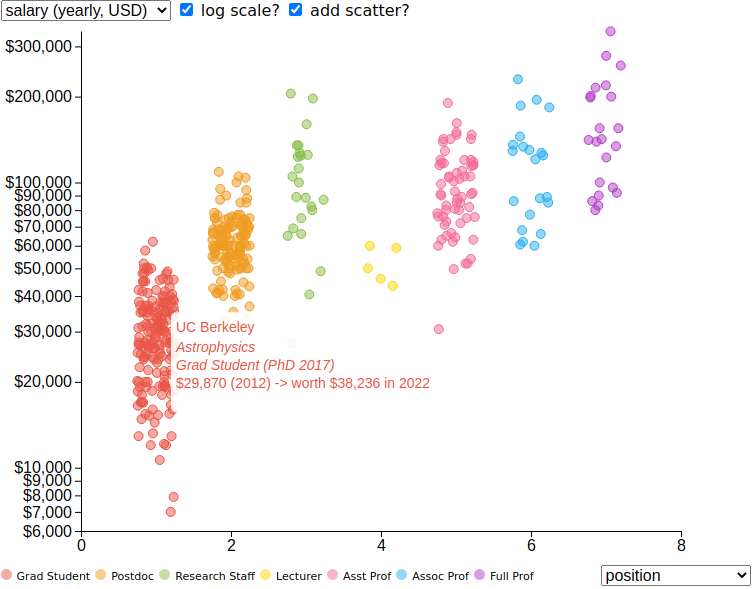 salary (yearly, USD) log scale? add scatter?
$300,000
$200,000
$100,000
$90,000
$80,000
$70,000
$60,000
$50,000
$40,000
$30,000
$20,000
$10,000
$9,000
$8,000
$7,000
$6,000
UC Berkeley
Astrophysics
Grad Student (PhD 2017)
$29,870 (2012) -> worth $38,236 in 2022
0 2 4 6 8
Grad Student Postdoc Research Staff Lecturer Asst Prof Assoc Prof Full Prof position